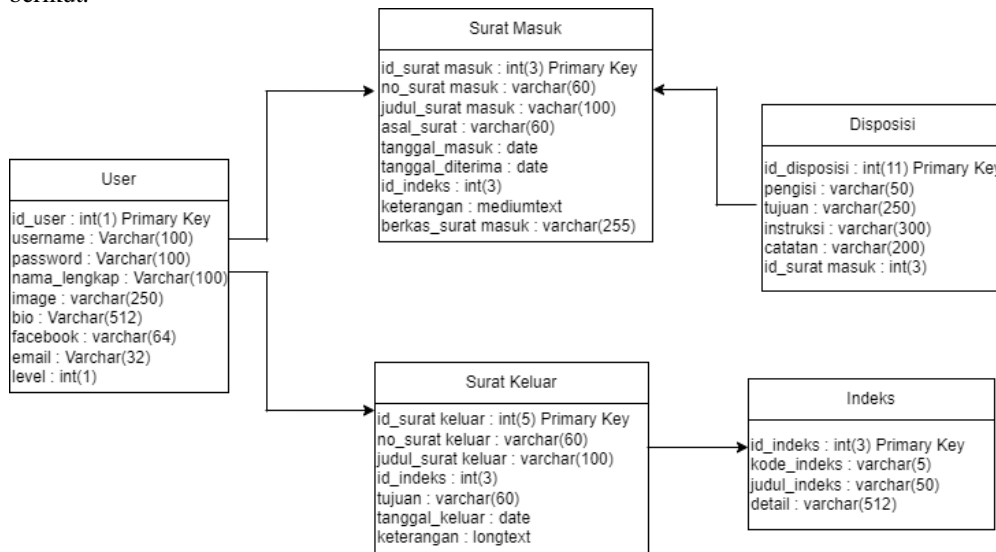 berikut.
Surat Masuk
id_surat masuk : int(3) Primary Key
no_surat masuk : varchar(60)
judul_surat masuk : vachar(100)
asal_surat : varchar(60)
tanggal_masuk : date
tanggal_diterima : date
id_indeks : int(3)
keterangan : mediumtext
berkas_surat masuk : varchar(255)
Disposisi
id_disposisi : int(11) Primary Key
pengisi : varchar(50)
tujuan : varchar(250)
instruksi : varchar(300)
catatan : varchar(200)
id_surat masuk : int(3)
User
id_user : int(1) Primary Key
username : Varchar(100)
password : Varchar(100)
nama_lengkap : Varchar(100)
image : varchar(250)
bio : Varchar(512)
facebook : varchar(64)
email : Varchar(32)
level : int(1)
Surat Keluar
id_surat keluar : int(5) Primary Key
no_surat keluar : varchar(60)
judul_surat keluar : varchar(100)
id_indeks : int(3)
tujuan : varchar(60)
tanggal_keluar : date
keterangan : longtext
Indeks
id_indeks : int(3) Primary Key
kode_indeks : varchar(5)
judul_indeks : varchar(50)
detail : varchar(512)